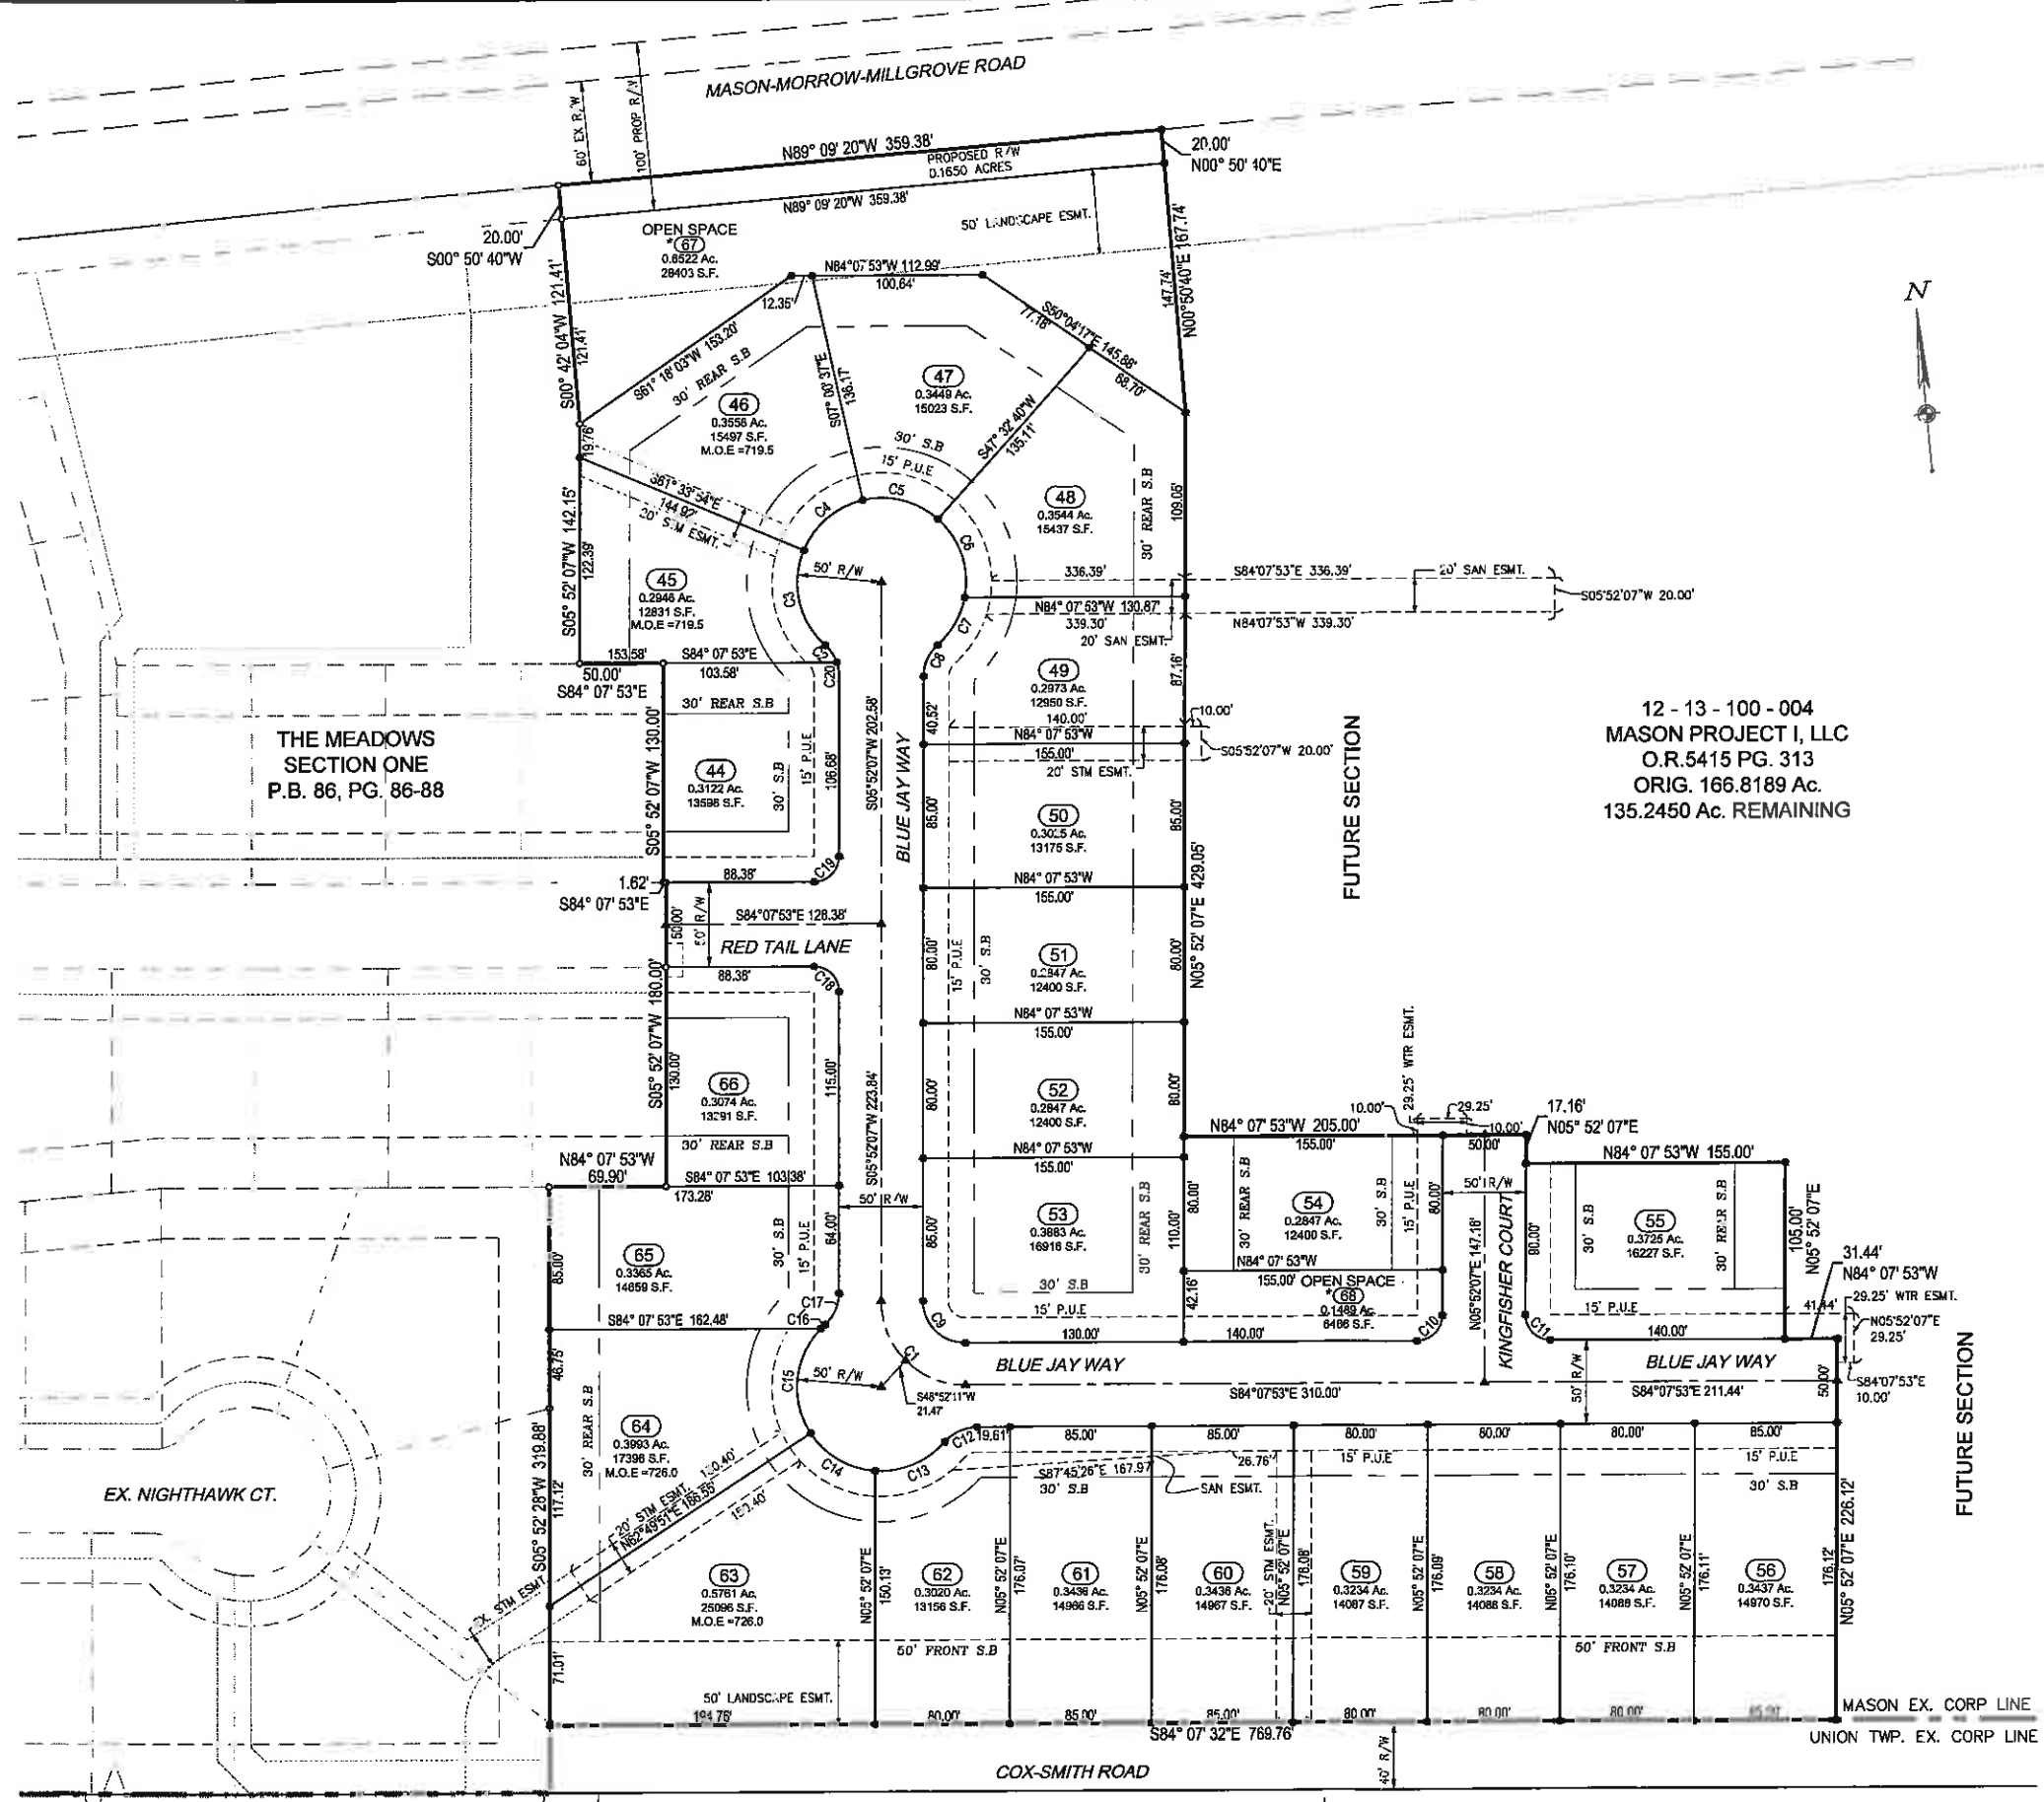 MASON-MORROW-MILLGROVE ROAD
60' EX R/W
100' PROP R/W
N89° 09' 20"W 359.38'
PROPOSED R/W
0.1650 ACRES
20.00'
N00° 50' 40"E
N89° 09' 20"W 359.38'
50' LANDSCAPE ESMT.
20.00'
S00° 50' 40"W
OPEN SPACE
*67
0.6522 Ac.
28403 S.F.
N84°07'53"W 112.99'
100.64'
12.35'
S00° 42' 04"W 121.41'
121.41'
S61° 18' 03"W 153.20'
30' REAR S.B
S07° 00' 37"E
136.17'
S50°04'17"E 145.88'
77.18'
68.70'
147.74'
N00°50'40"E 167.74'
N
46
0.3558 Ac.
15497 S.F.
M.O.E =719.5
47
0.3449 Ac.
15023 S.F.
S47° 32' 40"W
135.11'
30' S.B
15' P.U.E
19.76'
S61° 33' 54"E
144.92'
20' STM ESMT.
C4
C5
C6
48
0.3544 Ac.
15437 S.F.
30' REAR S.B
109.05'
S05° 52' 07"W 142.15'
122.39'
45
0.2946 Ac.
12831 S.F.
M.O.E =719.5
50' R/W
C3
336.39'
S84°07'53"E 336.39'
20' SAN ESMT.
S05°52'07"W 20.00'
N84° 07' 53"W 130.87'
339.30'
N84°07'53"W 339.30'
20' SAN ESMT.
C7
C8
153.58'
S84° 07' 53"E
103.58'
50.00'
S84° 07' 53"E
C20
30' REAR S.B
49
0.2973 Ac.
12950 S.F.
140.00'
N84° 07' 53"W
155.00'
20' STM ESMT.
87.16'
10.00'
S05°52'07"W 20.00'
40.52'
THE MEADOWS
SECTION ONE
P.B. 86, PG. 86-88
S05° 52' 07"W 130.00'
44
0.3122 Ac.
13598 S.F.
30' S.B
15' P.U.E
106.68'
S05°52'07"W 202.58'
BLUE JAY WAY
FUTURE SECTION
12 - 13 - 100 - 004
MASON PROJECT I, LLC
O.R.5415 PG. 313
ORIG. 166.8189 Ac.
135.2450 Ac. REMAINING
85.00'
50
13175 S.F.
85.00'
N05° 52' 07"E 429.05'
C19
1.62'
S84° 07' 53"E
88.38'
N84° 07' 53"W
155.00'
50.00'
50' R/W
S84°07'53"E 128.38'
RED TAIL LANE
88.38'
C18
80.00'
15' P.U.E
30' S.B
51
0.2847 Ac.
12400 S.F.
80.00'
N84° 07' 53"W
155.00'
S05° 52' 07"W 180.00'
130.00'
66
0.3074 Ac.
115.00'
S05°52'07"W 223.84'
80.00'
52
0.2847 Ac.
12400 S.F.
80.00'
N84° 07' 53"W
155.00'
30' REAR S.B
N84° 07' 53"W
69.90'
S84° 07' 53"E 103.38'
173.28'
50' R/W
29.25' WTR ESMT.
10.00'
29.25'
10.00'
17.16'
N05° 52' 07"E
N84° 07' 53"W 205.00'
155.00'
50.00'
N84° 07' 53"W 155.00'
65
0.3365 Ac.
14659 S.F.
85.00'
30' S.B
15' P.U.E
64.00'
85.00'
53
0.3883 Ac.
16916 S.F.
30' S.B
15' P.U.E
30' REAR S.B
110.00'
80.00'
30' REAR S.B
54
0.2847 Ac.
12400 S.F.
30' S.B
15' P.U.E
80.00'
50' R/W
N84° 07' 53"W
155.00'
OPEN SPACE
*68
0.1489 Ac.
6486 S.F.
42.16'
N05°52'07"E 147.16'
KINGFISHER COURT
80.00'
30' S.B
55
0.3725 Ac.
16227 S.F.
30' REAR S.B
105.00'
N05° 52' 07"E
31.44'
N84° 07' 53"W
29.25' WTR ESMT.
41.44'
N05°52'07"E
29.25'
15' P.U.E
C17
C16
S84° 07' 53"E 162.48'
C9
130.00'
140.00'
C10
C11
140.00'
BLUE JAY WAY
BLUE JAY WAY
S84°07'53"E
10.00'
50.00'
FUTURE SECTION
46.75'
C15
50' R/W
C1
S48°52'11"W
21.47'
S84°07'53"E 310.00'
50' R/W
S84°07'53"E 211.44'
30' REAR S.B
64
0.3993 Ac.
17396 S.F.
M.O.E =726.0
C14
C13
C12
19.61'
85.00'
85.00'
80.00'
80.00'
80.00'
85.00'
S87°45'26"E 167.97'
30' S.B
26.76'
SAN ESMT.
15' P.U.E
15' P.U.E
30' S.B
EX. NIGHTHAWK CT.
S05° 52' 28"W 319.88'
117.12'
20' STM ESMT.
N62°49'51"E 186.56'
150.40'
150.40'
EX. STM ESMT.
63
0.5761 Ac.
25096 S.F.
M.O.E =726.0
N05° 52' 07"E
150.13'
62
0.3020 Ac.
13156 S.F.
N05° 52' 07"E
176.07'
61
0.3436 Ac.
14966 S.F.
N05° 52' 07"E
176.08'
60
0.3436 Ac.
14967 S.F.
20' STM ESMT.
N05° 52' 07"E
176.08'
59
0.3234 Ac.
14087 S.F.
N05° 52' 07"E
176.09'
58
0.3234 Ac.
14088 S.F.
N05° 52' 07"E
176.10'
57
0.3234 Ac.
14088 S.F.
N05° 52' 07"E
176.11'
56
0.3437 Ac.
14970 S.F.
176.12'
N05° 52' 07"E 226.12'
50' FRONT S.B
50' FRONT S.B
71.01'
50' LANDSCAPE ESMT.
194.76'
80.00'
85.00'
85.00'
80.00'
80.00'
80.00'
85.00'
S84° 07' 32"E 769.76'
MASON EX. CORP LINE
UNION TWP. EX. CORP LINE
COX-SMITH ROAD
40' R/W